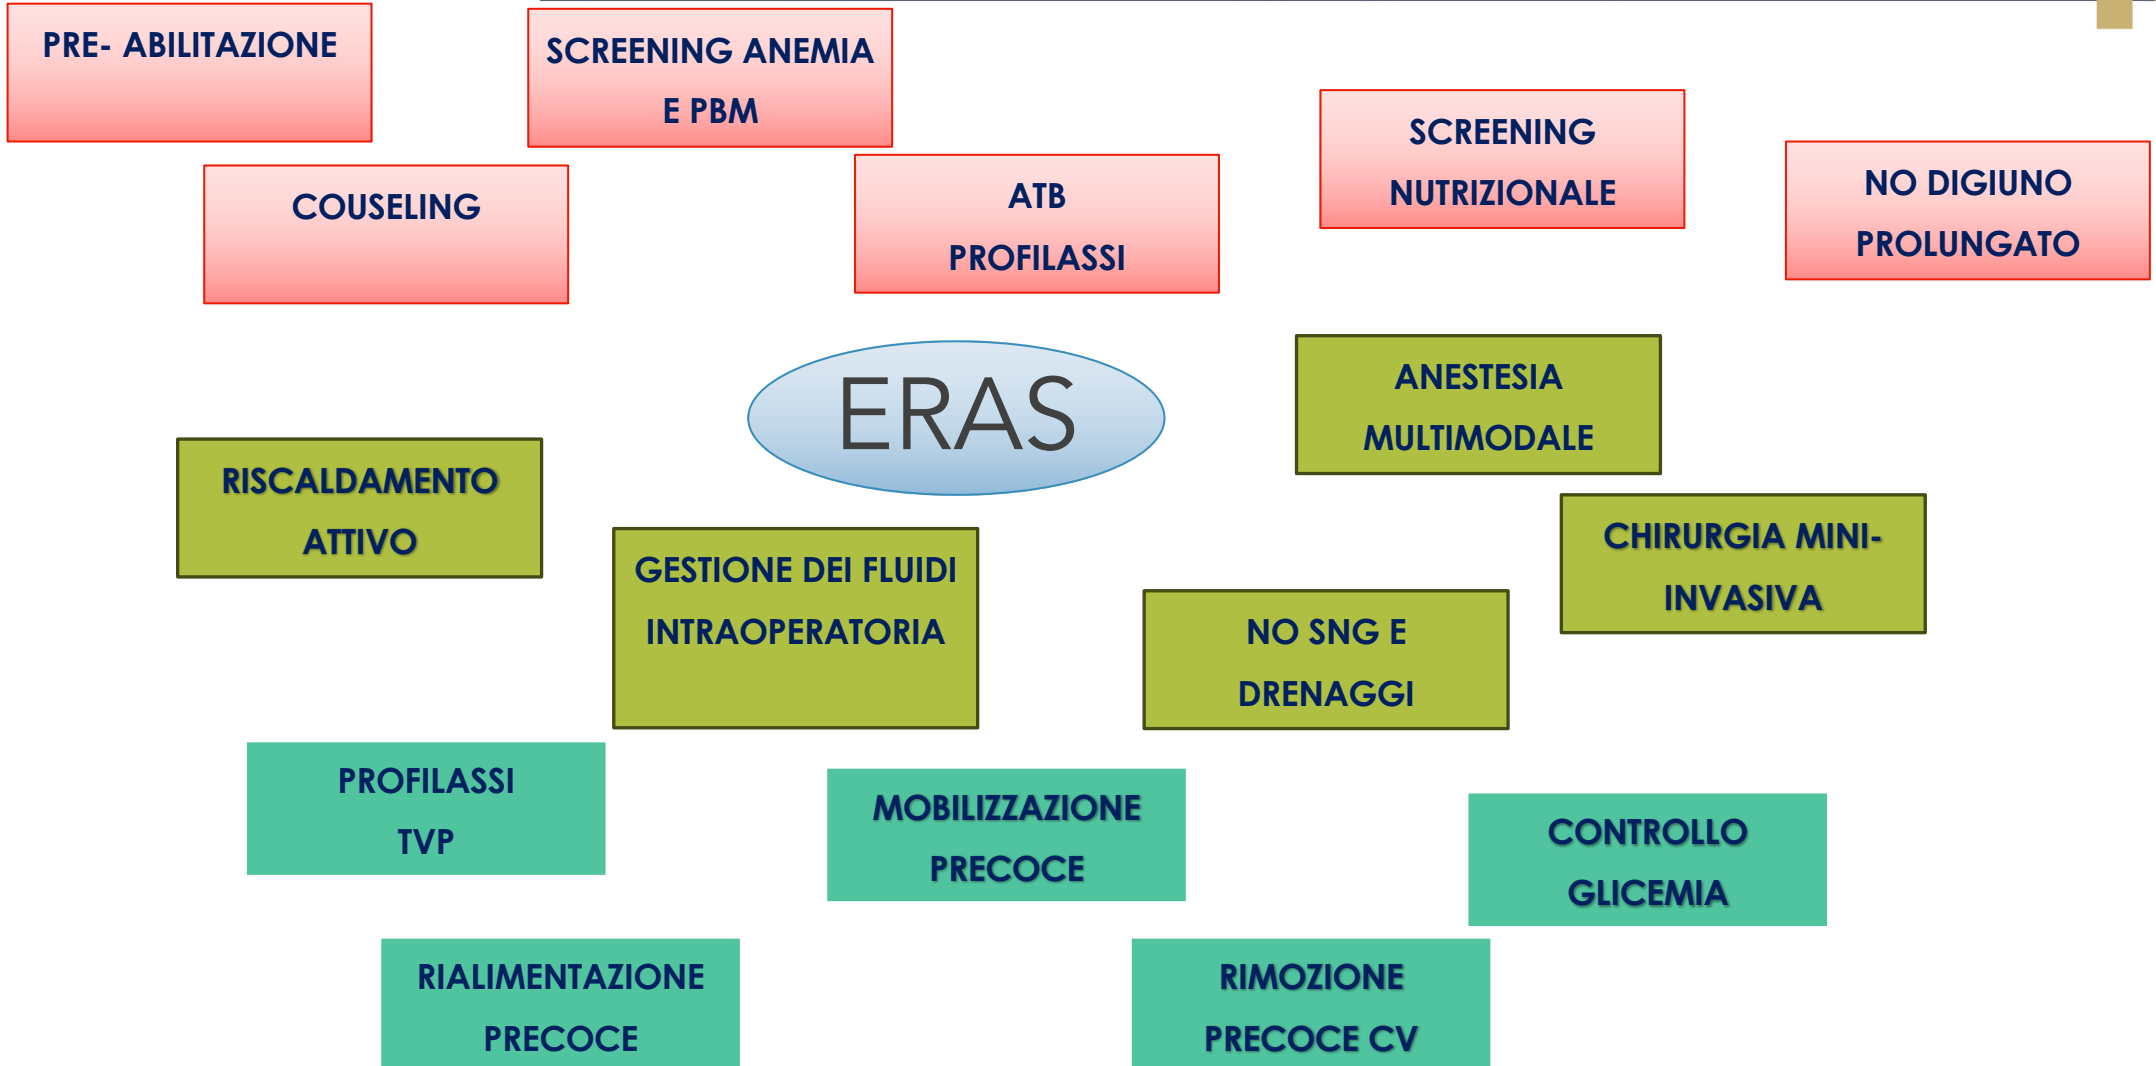 PRE- ABILITAZIONE
SCREENING ANEMIA
E PBM
COUSELING
ATB
PROFILASSI
SCREENING
NUTRIZIONALE
NO DIGIUNO
PROLUNGATO
ERAS
ANESTESIA
MULTIMODALE
RISCALDAMENTO
ATTIVO
CHIRURGIA MINI-
INVASIVA
GESTIONE DEI FLUIDI
INTRAOPERATORIA
NO SNG E
DRENAGGI
PROFILASSI
TVP
MOBILIZZAZIONE
PRECOCE
CONTROLLO
GLICEMIA
RIALIMENTAZIONE
PRECOCE
RIMOZIONE
PRECOCE CV